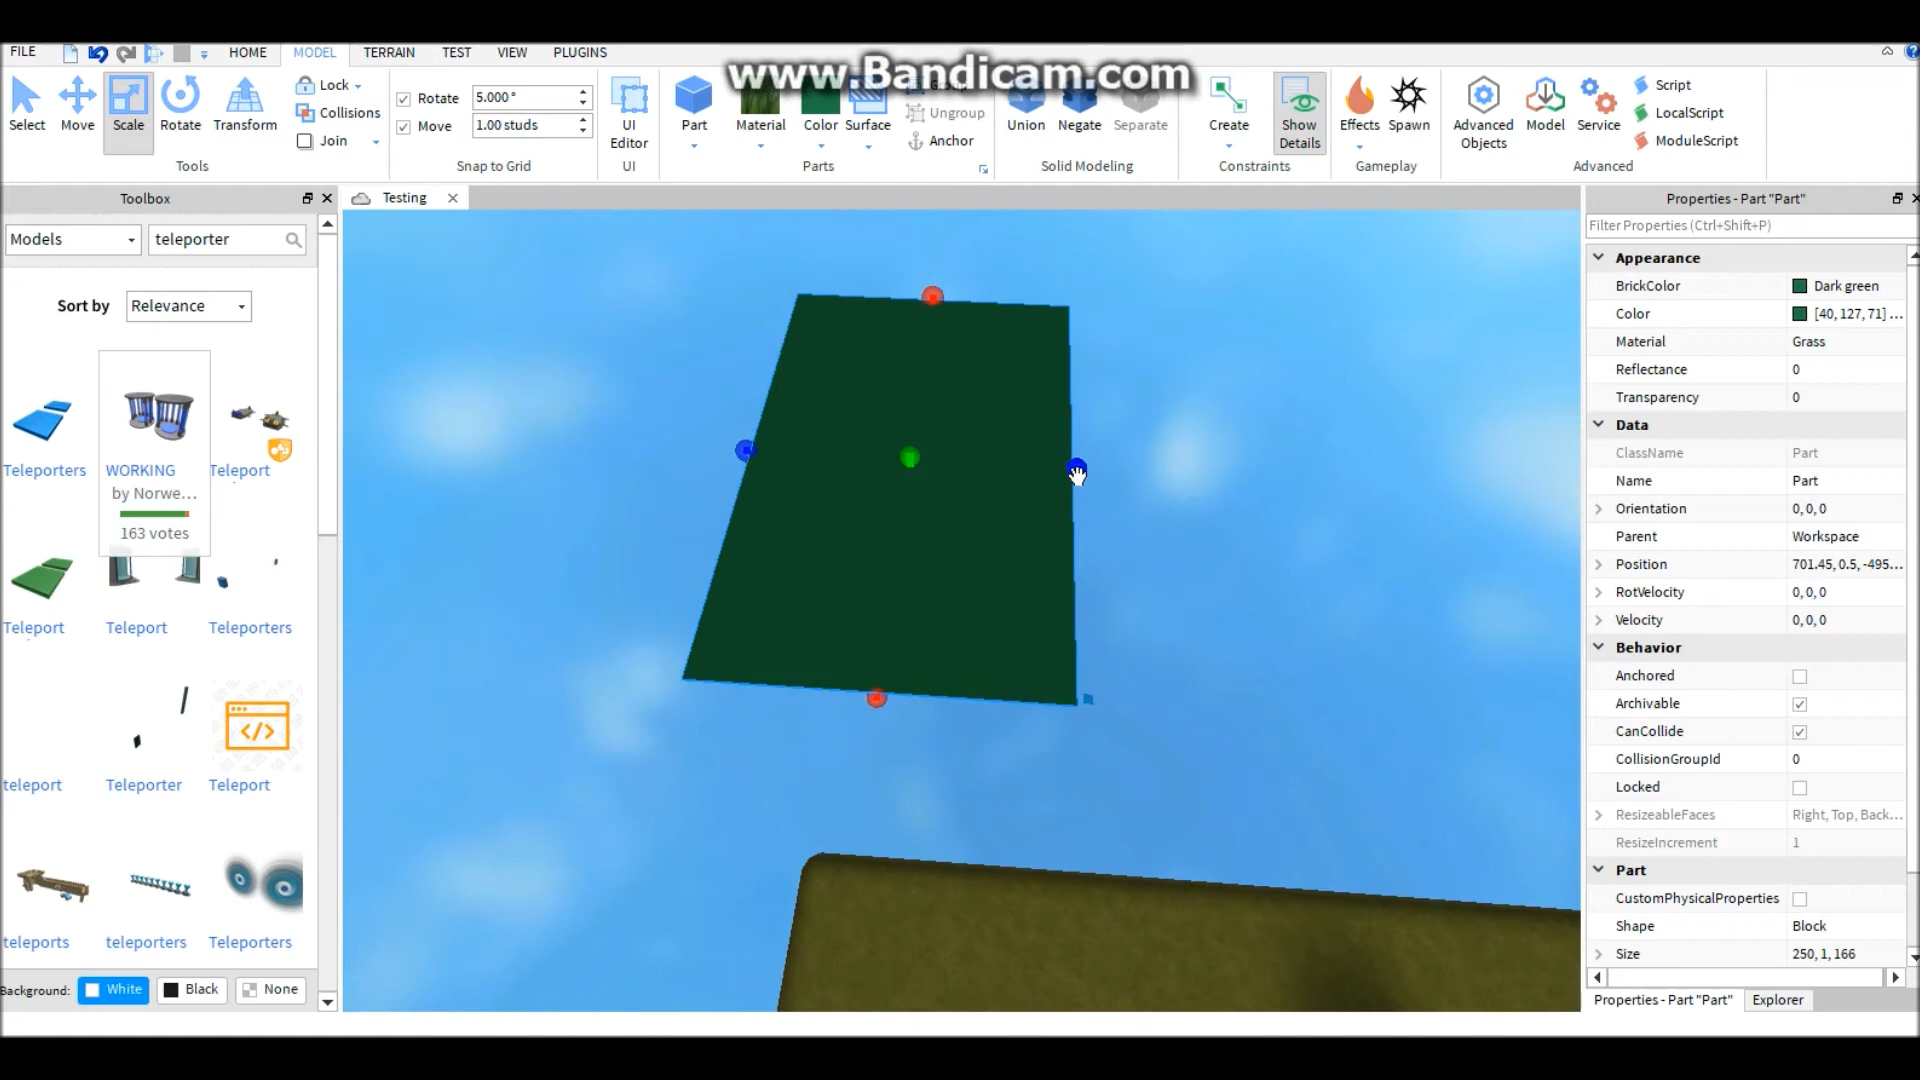 FILE
HOME
MODEL
TERRAIN
TEST
VIEW
PLUGINS
www.Bandicam.com
Select
Move
Scale
Rotate
Transform
Lock
Collisions
Join
Tools
Rotate 5.000 °
Move 1.00 studs
Snap to Grid
UI
Editor
UI
Part
Material
Color
Surface
Ungroup
Anchor
Parts
Union
Negate
Separate
Solid Modeling
Create
Show
Details
Constraints
Effects
Spawn
Gameplay
Advanced
Objects
Model
Service
Script
LocalScript
ModuleScript
Advanced
Toolbox
Models
teleporter
Sort by Relevance
Teleporters
WORKING
by Norwe...
163 votes
Teleport
Teleport
Teleport
Teleporters
teleport
Teleporter
Teleport
teleports
teleporters
Teleporters
Background: White Black None
Testing
Properties - Part "Part"
Filter Properties (Ctrl+Shift+P)
Appearance
BrickColor Dark green
Color [40, 127, 71] ...
Material Grass
Reflectance 0
Transparency 0
Data
ClassName Part
Name Part
Orientation 0, 0, 0
Parent Workspace
Position 701.45, 0.5, -495...
RotVelocity 0, 0, 0
Velocity 0, 0, 0
Behavior
Anchored
Archivable
CanCollide
CollisionGroupId 0
Locked
ResizeableFaces Right, Top, Back...
ResizeIncrement 1
Part
CustomPhysicalProperties
Shape Block
Size 250, 1, 166
Properties - Part "Part"
Explorer